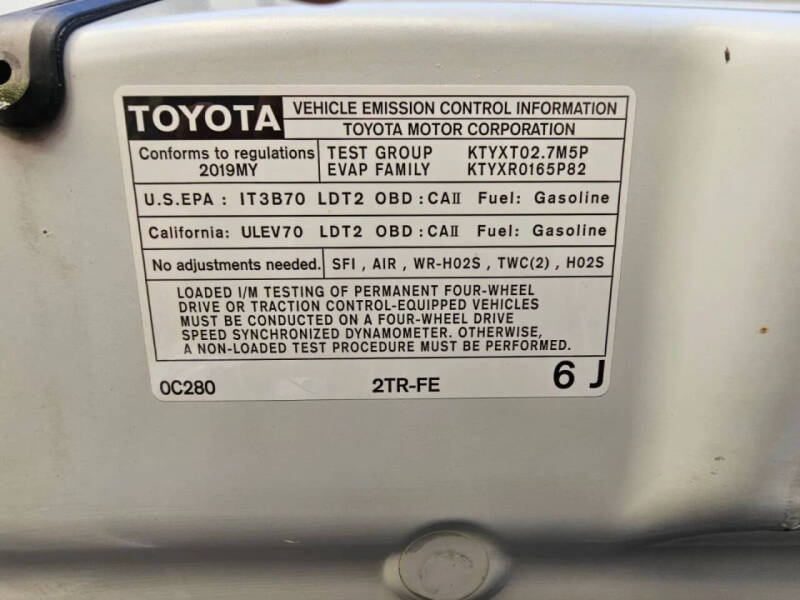 TOYOTA
VEHICLE EMISSION CONTROL INFORMATION
TOYOTA MOTOR CORPORATION
Conforms to regulations
2019MY
TEST GROUP KTYXT02.7M5P
EVAP FAMILY KTYXR0165P82
U.S.EPA : IT3B70 LDT2 OBD : CAII Fuel: Gasoline
California: ULEV70 LDT2 OBD : CAII Fuel: Gasoline
No adjustments needed.
SFI , AIR , WR-HO2S , TWC(2) , HO2S
LOADED I/M TESTING OF PERMANENT FOUR-WHEEL
DRIVE OR TRACTION CONTROL-EQUIPPED VEHICLES
MUST BE CONDUCTED ON A FOUR-WHEEL DRIVE
SPEED SYNCHRONIZED DYNAMOMETER. OTHERWISE,
A NON-LOADED TEST PROCEDURE MUST BE PERFORMED.
0C280 2TR-FE 6 J